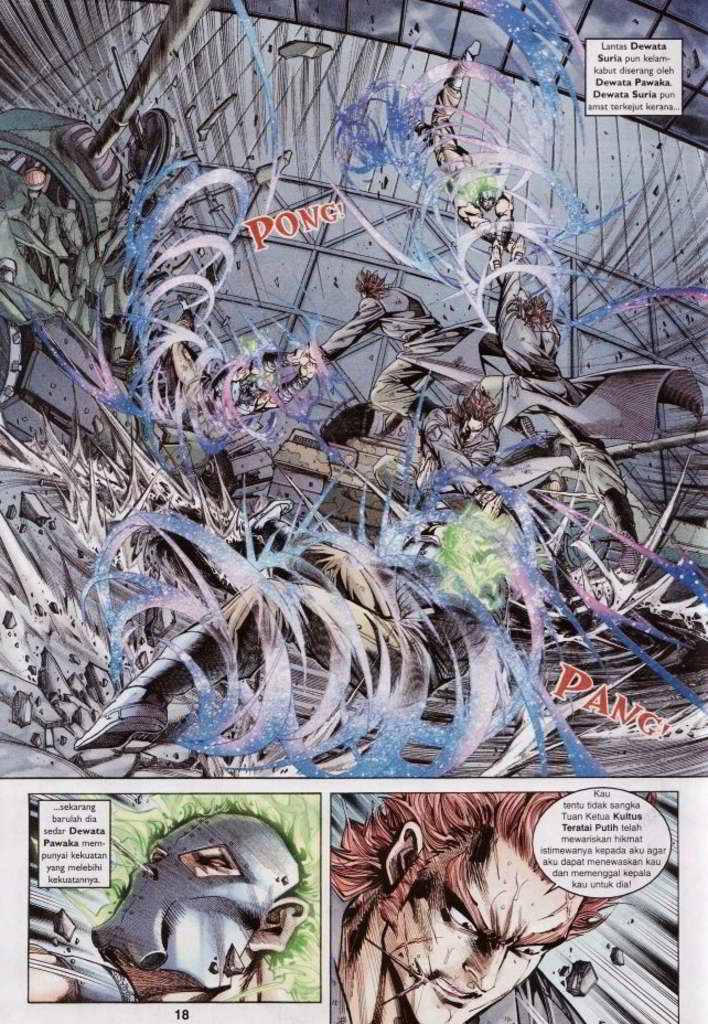 Lantas Dewata
Suria pun kelam-
kabut diserang oleh
Dewata Pawaka.
Dewata Suria pun
amat terkejut kerana...
PONG!
PANG!
...sekarang
barulah dia
sedar Dewata
Pawaka mem-
punyai kekuatan
yang melebihi
kekuatannya.
Kau
tentu tidak sangka
Tuan Ketua Kultus
Teratai Putih telah
mewariskan hikmat
istimewanya kepada aku agar
aku dapat menewaskan kau
dan memenggal kepala
kau untuk dia!
18